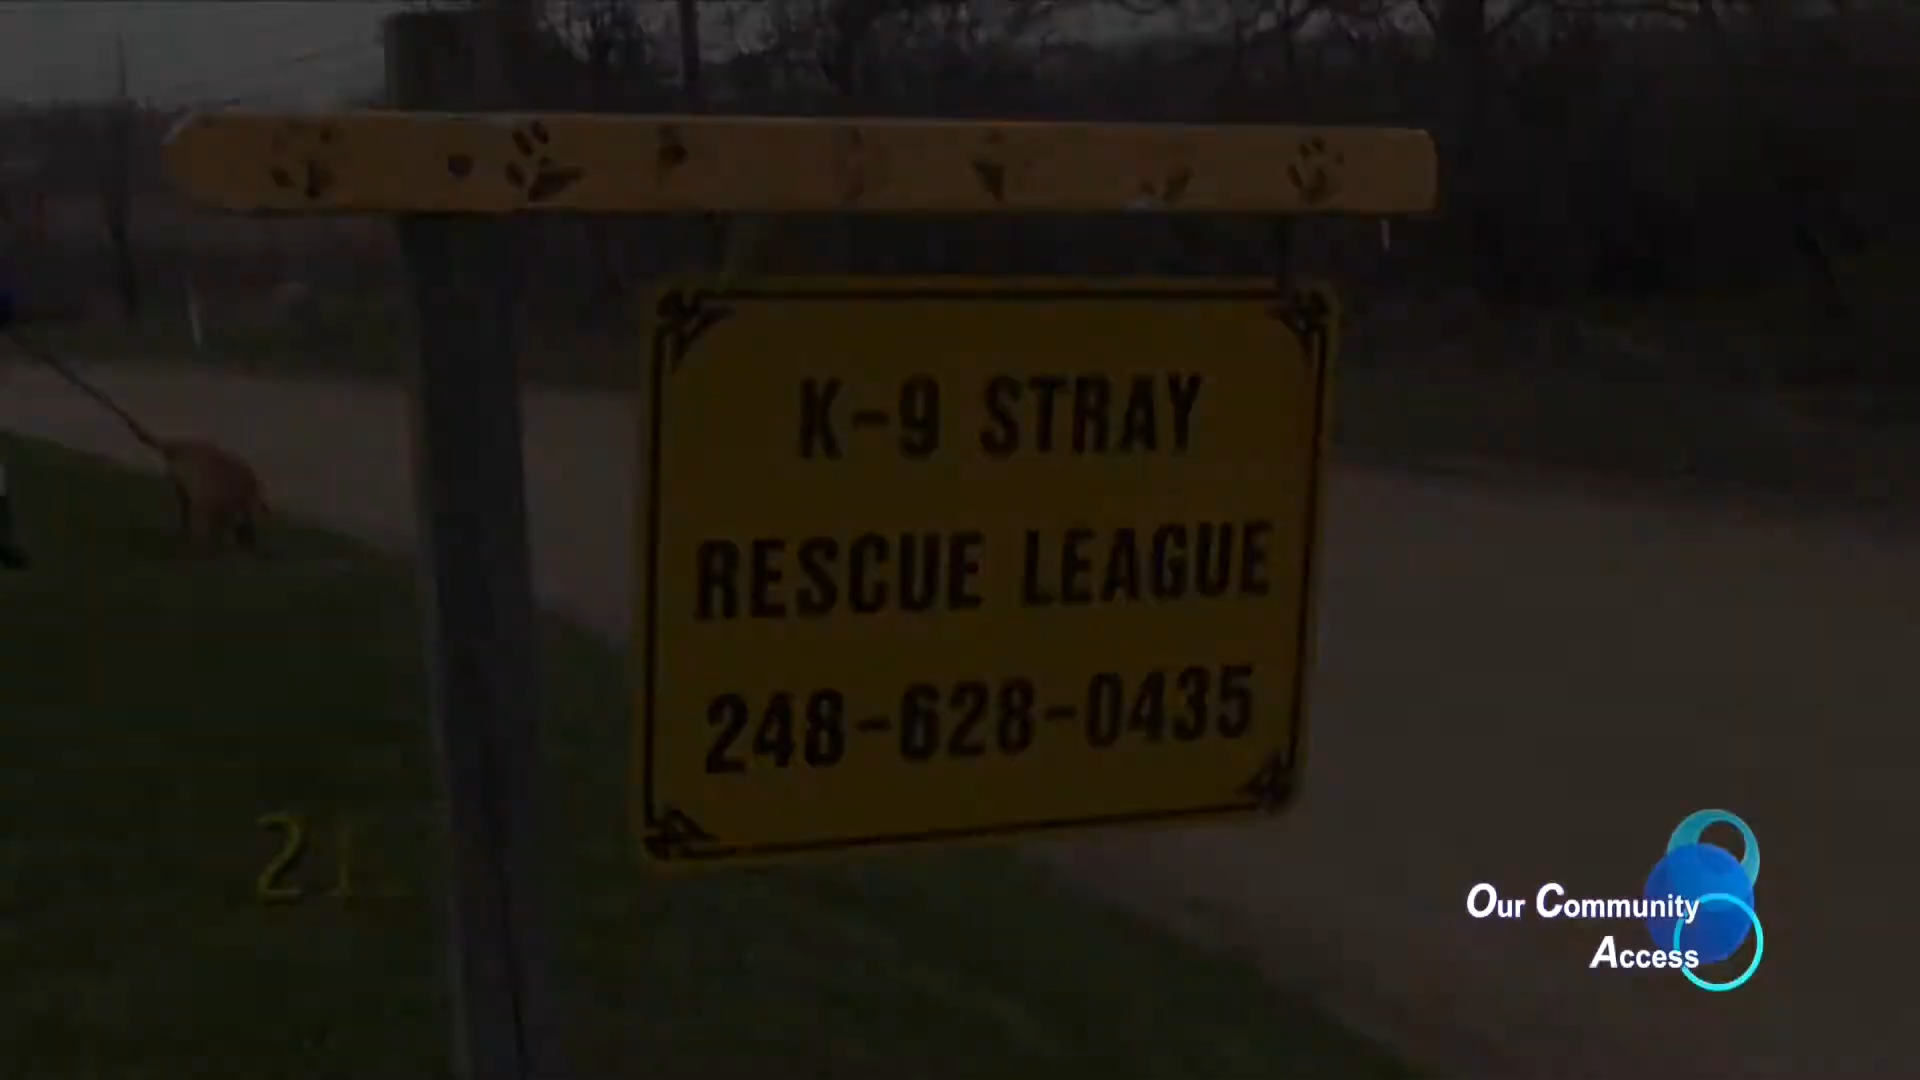 K-9 STRAY
RESCUE LEAGUE
248-628-0435
Our Community
Access